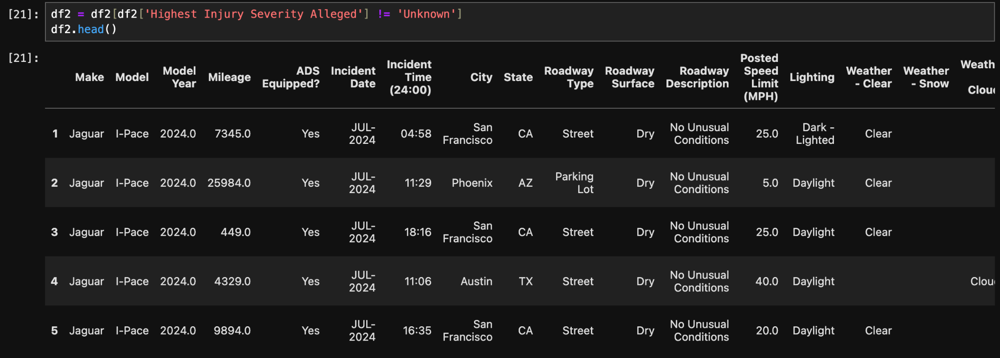 [21]: df2 = df2[df2['Highest Injury Severity Alleged'] != 'Unknown']
df2.head()
[21]:
Make Model Model Year Mileage ADS Equipped? Incident Date Incident Time (24:00) City State Roadway Type Roadway Surface Roadway Description Posted Speed Limit (MPH) Lighting Weather - Clear Weather - Snow
1 Jaguar I-Pace 2024.0 7345.0 Yes JUL-2024 04:58 San Francisco CA Street Dry No Unusual Conditions 25.0 Dark - Lighted Clear
2 Jaguar I-Pace 2024.0 25984.0 Yes JUL-2024 11:29 Phoenix AZ Parking Lot Dry No Unusual Conditions 5.0 Daylight Clear
3 Jaguar I-Pace 2024.0 449.0 Yes JUL-2024 18:16 San Francisco CA Street Dry No Unusual Conditions 25.0 Daylight Clear
4 Jaguar I-Pace 2024.0 4329.0 Yes JUL-2024 11:06 Austin TX Street Dry No Unusual Conditions 40.0 Daylight
5 Jaguar I-Pace 2024.0 9894.0 Yes JUL-2024 16:35 San Francisco CA Street Dry No Unusual Conditions 20.0 Daylight Clear